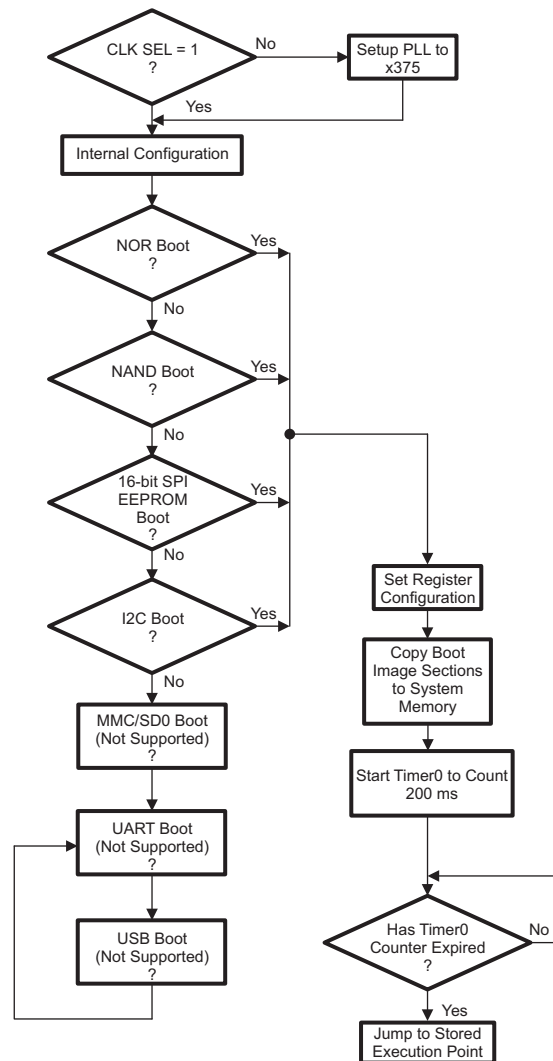 CLK SEL = 1
?
No
Setup PLL to
x375
Yes
Internal Configuration
NOR Boot
?
Yes
No
NAND Boot
?
Yes
No
16-bit SPI
EEPROM
Boot
?
Yes
No
I2C Boot
?
Yes
No
MMC/SD0 Boot
(Not Supported)
?
UART Boot
(Not Supported)
?
USB Boot
(Not Supported)
?
Set Register
Configuration
Copy Boot
Image Sections
to System
Memory
Start Timer0 to Count
200 ms
Has Timer0
Counter Expired
?
No
Yes
Jump to Stored
Execution Point